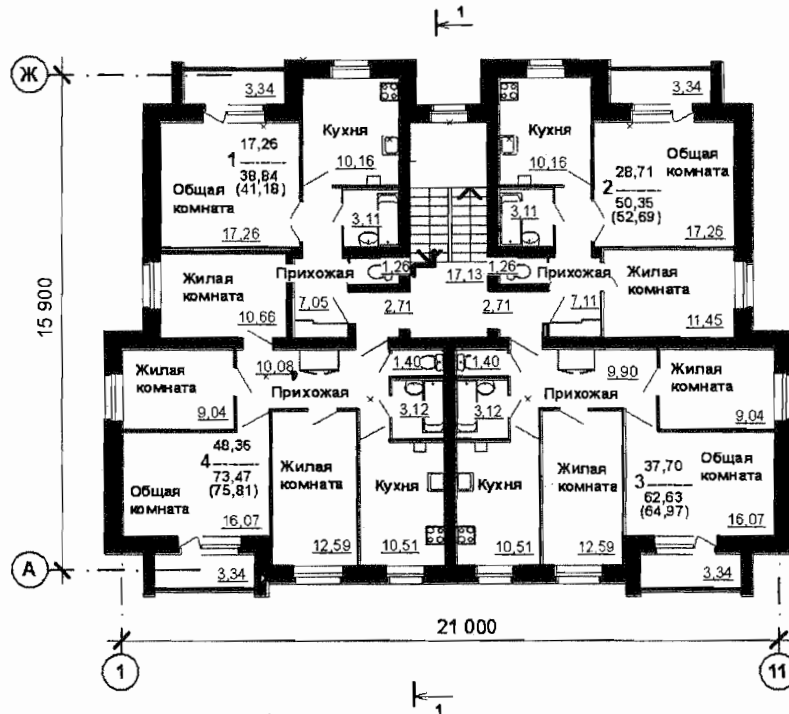 1
Ж
3,34
3,34
Кухня
10,16
Кухня
10,16
17,26
1
38,84
(41,18)
Общая
комната
17,26
Общая
комната
28,71
2
50,35
(52,69)
17,26
3,11
3,11
1,26
17,13
1,26
Прихожая
7,05
2,71
2,71
Прихожая
7,11
Жилая
комната
10,66
Жилая
комната
11,45
15 900
Жилая
комната
9,04
10,08
Прихожая
1,40
1,40
3,12
3,12
9,90
Прихожая
Жилая
комната
9,04
48,36
4
73,47
(75,81)
Общая
комната
16,07
Жилая
комната
12,59
Кухня
10,51
Кухня
10,51
Жилая
комната
12,59
37,70
3
62,63
(64,97)
Общая
комната
16,07
А
3,34
3,34
21 000
1
11
1